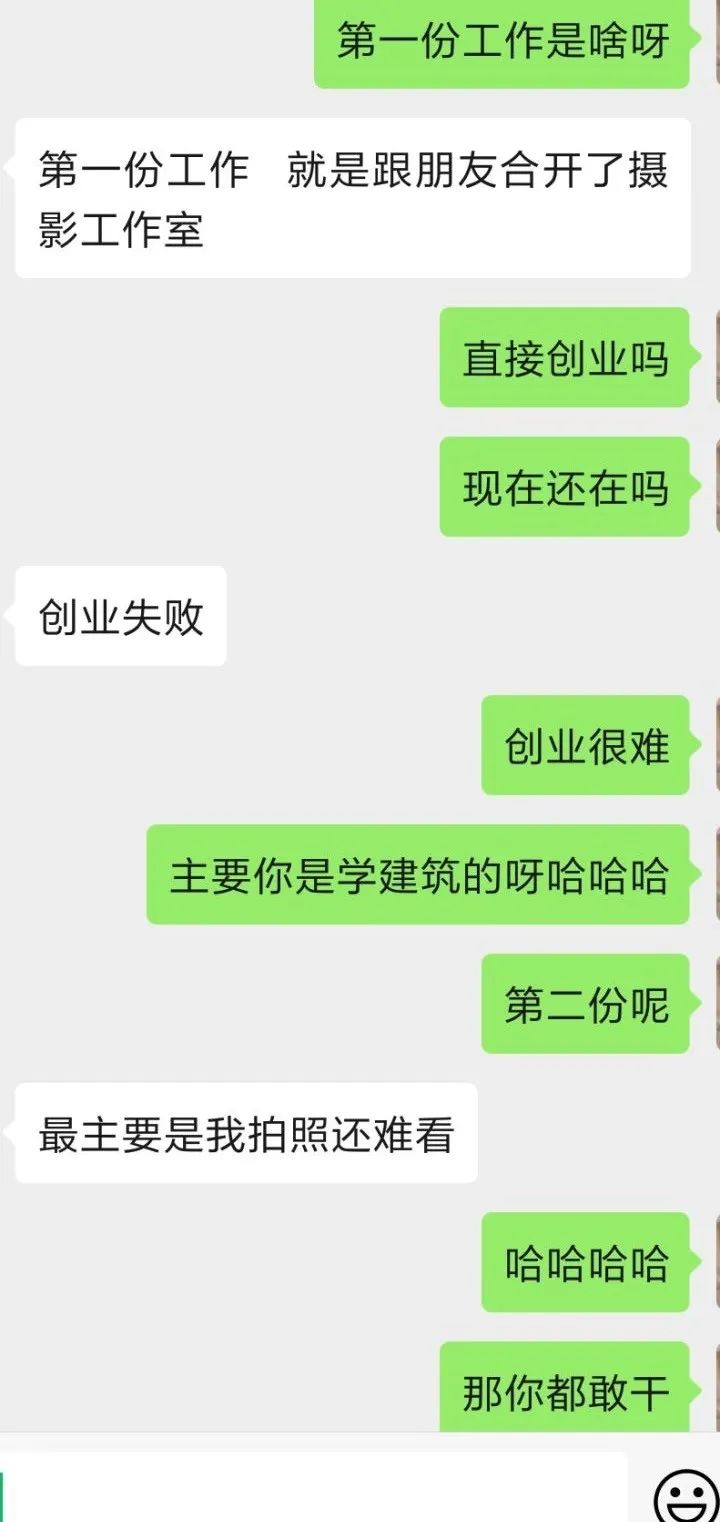 第一份工作是啥呀
第一份工作 就是跟朋友合开了摄
影工作室
直接创业吗
现在还在吗
创业失败
创业很难
主要你是学建筑的呀哈哈哈
第二份呢
最主要是我拍照还难看
哈哈哈哈
那你都敢干